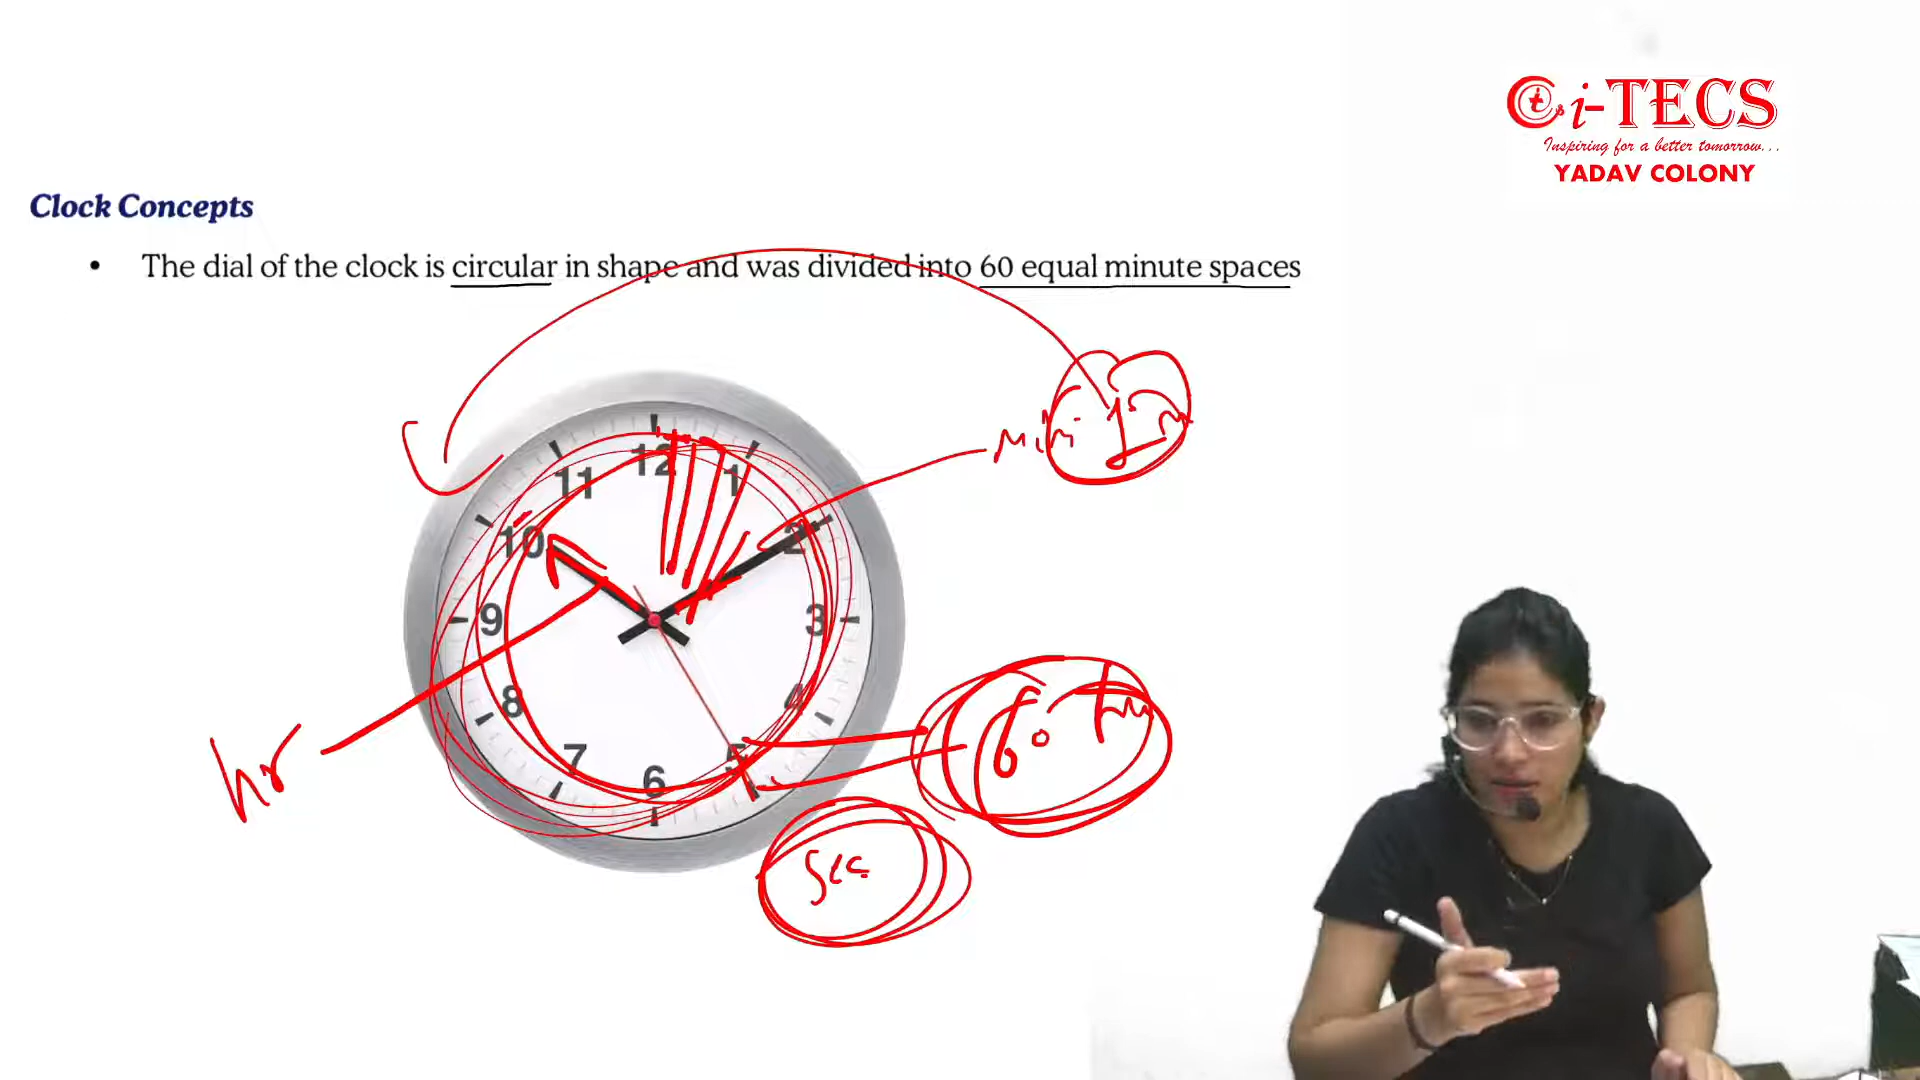 i-TECS
Inspiring for a better tomorrow...
YADAV COLONY
Clock Concepts
• The dial of the clock is circular in shape and was divided into 60 equal minute spaces
12
11
1
10
2
9
3
8
4
7
5
6
Min
hr
60
Sec